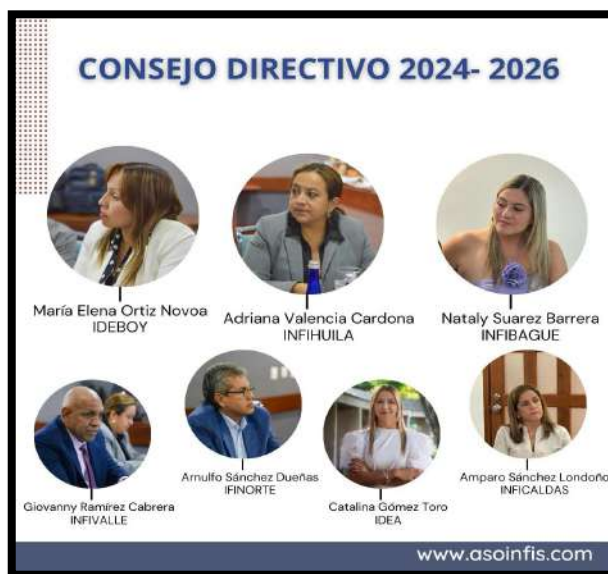 CONSEJO DIRECTIVO 2024- 2026
María Elena Ortiz Novoa
IDEBOY
Adriana Valencia Cardona
INFIHUILA
Nataly Suarez Barrera
INFIBAGUE
Giovanny Ramírez Cabrera
INFIVALLE
Arnulfo Sánchez Dueñas
IFINORTE
Catalina Gómez Toro
IDEA
Amparo Sánchez Londoño
INFICALDAS
www.asoinfis.com